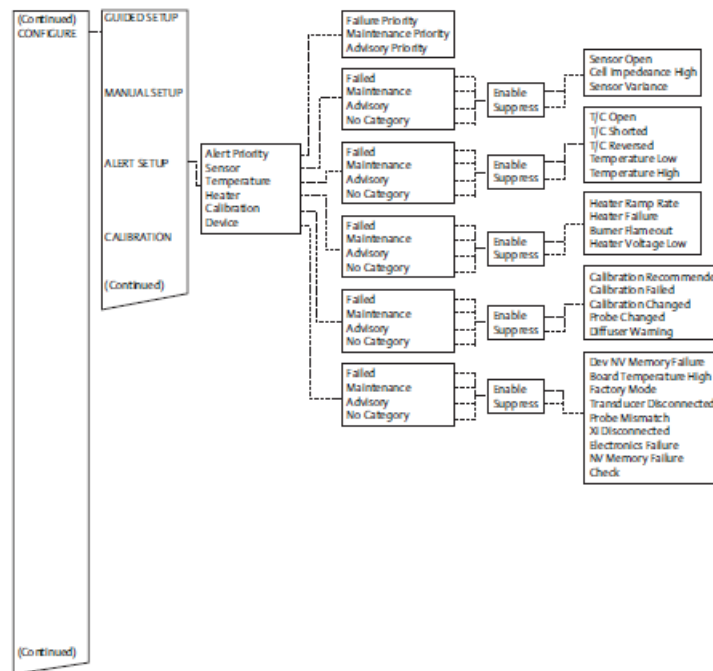 (Continued)
CONFIGURE
GUIDED SETUP
MANUAL SETUP
ALERT SETUP
CALIBRATION
(Continued)
(Continued)
Alert Priority
Sensor
Temperature
Heater
Calibration
Device
Failure Priority
Maintenance Priority
Advisory Priority
Failed
Maintenance
Advisory
No Category
Enable
Suppress
Sensor Open
Cell Impedeance High
Sensor Variance
Failed
Maintenance
Advisory
No Category
Enable
Suppress
T/C Open
T/C Shorted
T/C Reversed
Temperature Low
Temperature High
Failed
Maintenance
Advisory
No Category
Enable
Suppress
Heater Ramp Rate
Heater Failure
Burner Flameout
Heater Voltage Low
Failed
Maintenance
Advisory
No Category
Enable
Suppress
Calibration Recommende
Calibration Failed
Calibration Changed
Probe Changed
Diffuser Warning
Failed
Maintenance
Advisory
No Category
Enable
Suppress
Dev NV Memory Failure
Board Temperature High
Factory Mode
Transducer Disconnected
Probe Mismatch
XI Disconnected
Electronics Failure
NV Memory Failure
Check